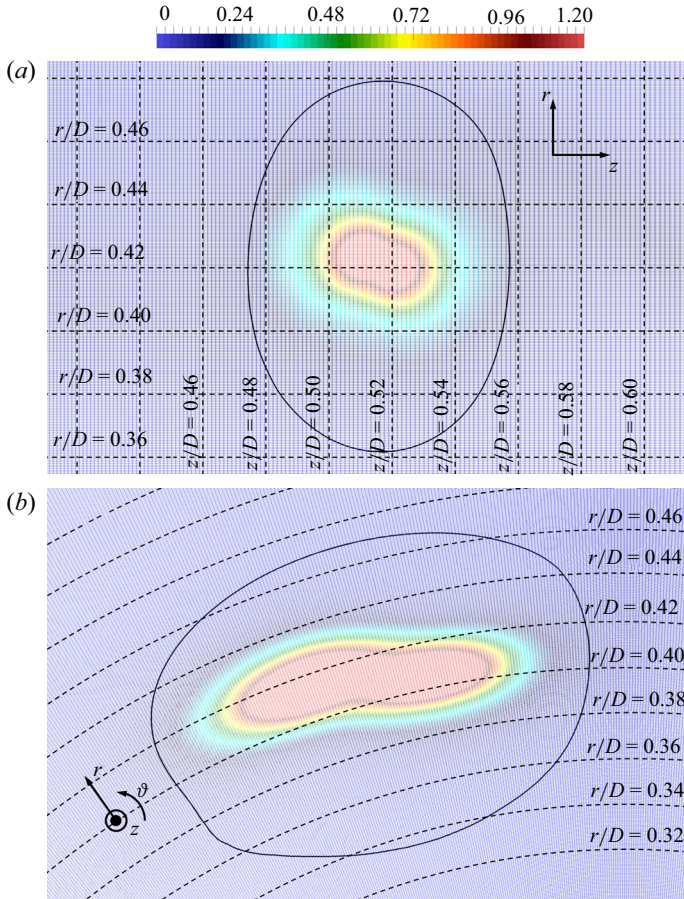 0 0.24 0.48 0.72 0.96 1.20
(a)
r
z
r/D = 0.46
r/D = 0.44
r/D = 0.42
r/D = 0.40
r/D = 0.38
r/D = 0.36
z/D = 0.46
z/D = 0.48
z/D = 0.50
z/D = 0.52
z/D = 0.54
z/D = 0.56
z/D = 0.58
z/D = 0.60
(b)
r/D = 0.46
r/D = 0.44
r/D = 0.42
r/D = 0.40
r/D = 0.38
r/D = 0.36
r/D = 0.34
r/D = 0.32
r
ϑ
z